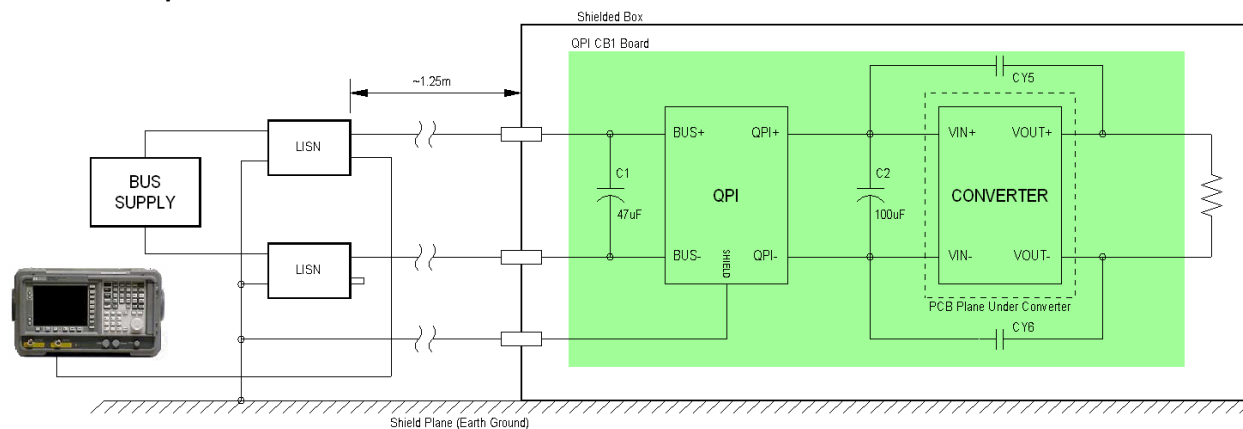 Shielded Box
QPI CB1 Board
~1.25m
CY5
LISN
BUS+
QPI+
VIN+
VOUT+
BUS
SUPPLY
C1
47uF
QPI
C2
100uF
CONVERTER
LISN
BUS-
SHIELD
QPI-
VIN-
VOUT-
PCB Plane Under Converter
CY6
Shield Plane (Earth Ground)